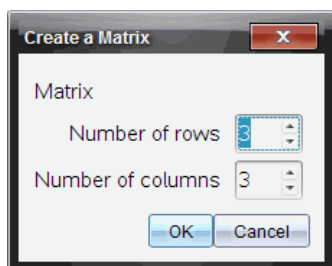 Create a Matrix
Matrix
Number of rows 3
Number of columns 3
OK Cancel